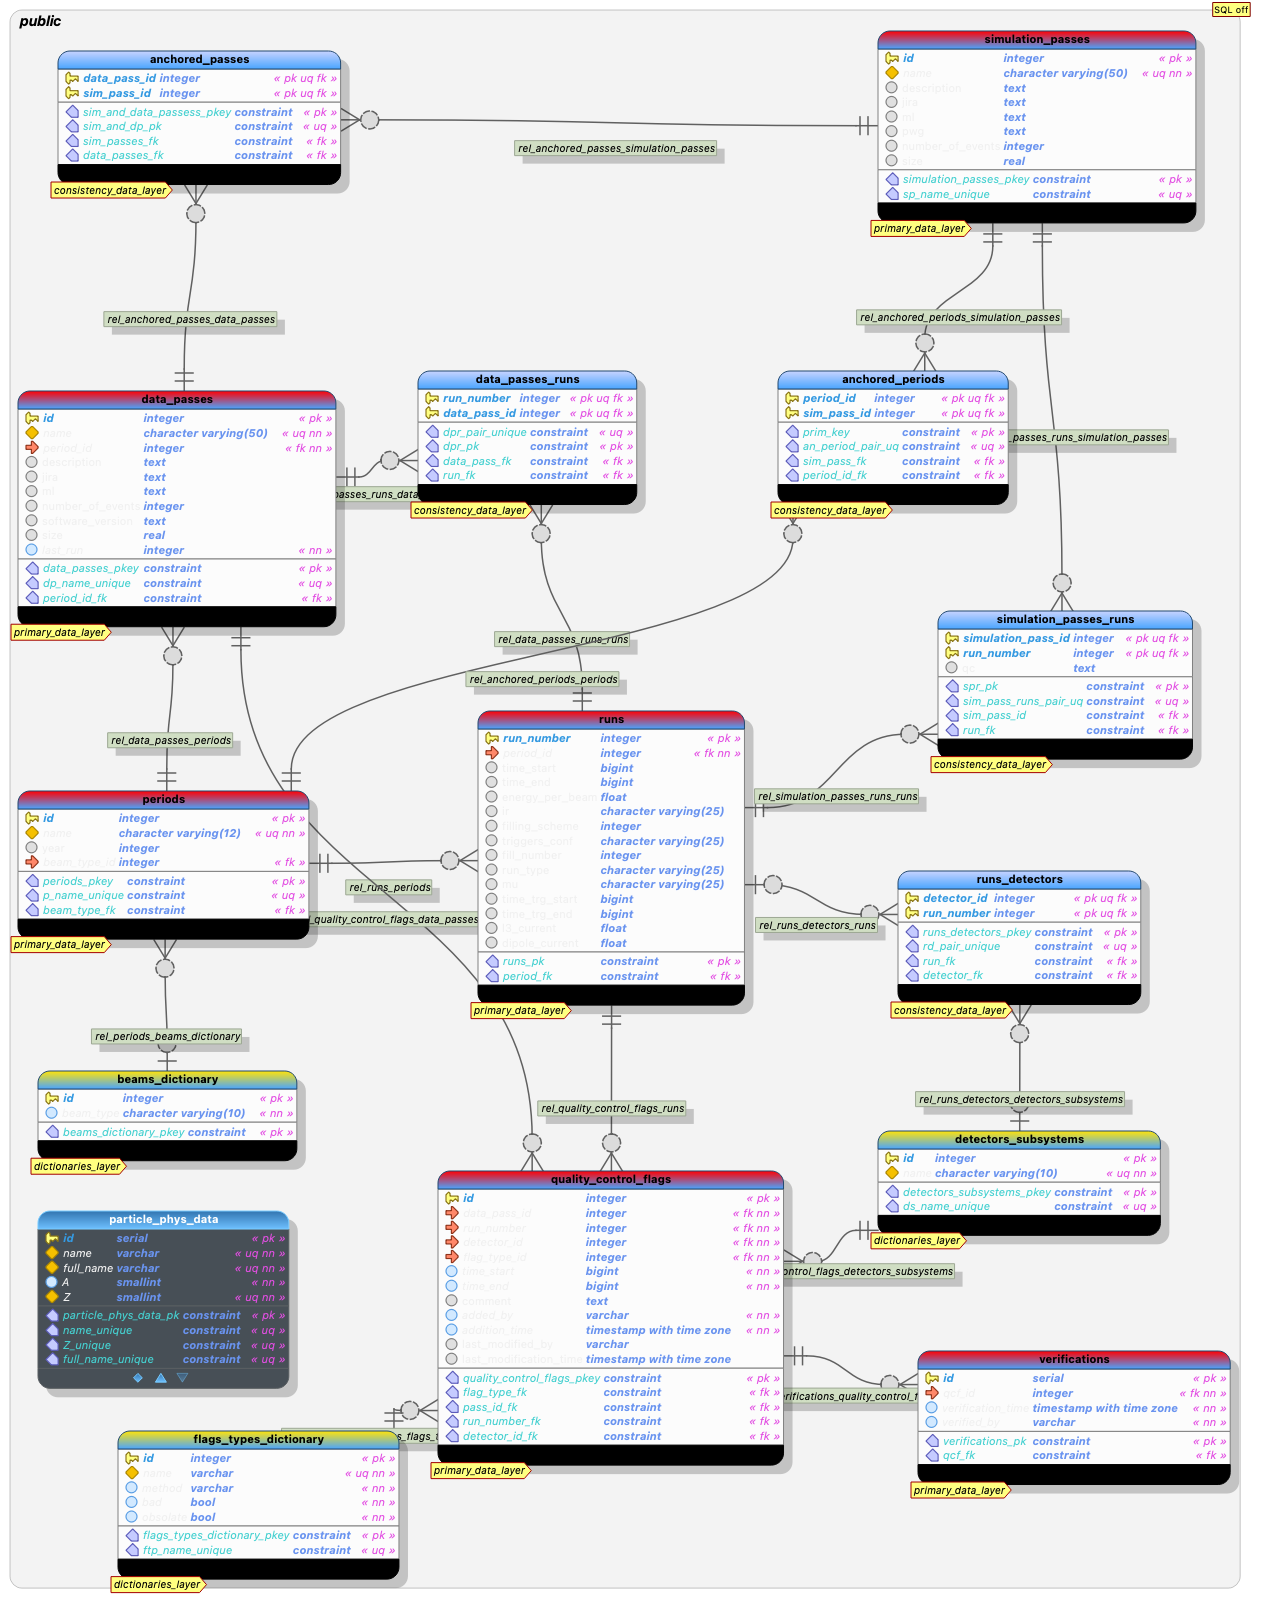 public
SQL off
anchored_passes
data_pass_id integer « pk uq fk »
sim_pass_id integer « pk uq fk »
sim_and_data_passess_pkey constraint « pk »
sim_and_dp_pk constraint « uq »
sim_passes_fk constraint « fk »
data_passes_fk constraint « fk »
consistency_data_layer
simulation_passes
id integer « pk »
name character varying(50) « uq nn »
description text
jira text
ml text
pwg text
number_of_events integer
size real
simulation_passes_pkey constraint « pk »
sp_name_unique constraint « uq »
primary_data_layer
rel_anchored_passes_simulation_passes
rel_anchored_passes_data_passes
rel_anchored_periods_simulation_passes
data_passes
id integer « pk »
name character varying(50) « uq nn »
period_id integer « fk nn »
description text
jira text
ml text
number_of_events integer
software_version text
size real
last_run integer « nn »
data_passes_pkey constraint « pk »
dp_name_unique constraint « uq »
period_id_fk constraint « fk »
primary_data_layer
data_passes_runs
run_number integer « pk uq fk »
data_pass_id integer « pk uq fk »
dpr_pair_unique constraint « uq »
dpr_pk constraint « pk »
data_pass_fk constraint « fk »
run_fk constraint « fk »
consistency_data_layer
passes_runs_data
anchored_periods
period_id integer « pk uq fk »
sim_pass_id integer « pk uq fk »
prim_key constraint « pk »
an_period_pair_uq constraint « uq »
sim_pass_fk constraint « fk »
period_id_fk constraint « fk »
consistency_data_layer
_passes_runs_simulation_passes
simulation_passes_runs
simulation_pass_id integer « pk uq fk »
run_number integer « pk uq fk »
text
spr_pk constraint « pk »
sim_pass_runs_pair_uq constraint « uq »
sim_pass_id constraint « fk »
run_fk constraint « fk »
consistency_data_layer
rel_data_passes_runs_runs
rel_anchored_periods_periods
rel_data_passes_periods
rel_simulation_passes_runs_runs
runs
run_number integer « pk »
period_id integer « fk nn »
time_start bigint
time_end bigint
energy_per_beam float
ir character varying(25)
filling_scheme integer
triggers_conf character varying(25)
fill_number integer
run_type character varying(25)
mu character varying(25)
time_trg_start bigint
time_trg_end bigint
l3_current float
dipole_current float
runs_pk constraint « pk »
period_fk constraint « fk »
primary_data_layer
periods
id integer « pk »
name character varying(12) « uq nn »
year integer
beam_type_id integer « fk »
periods_pkey constraint « pk »
p_name_unique constraint « uq »
beam_type_fk constraint « fk »
primary_data_layer
rel_runs_periods
_quality_control_flags_data_passes
rel_runs_detectors_runs
runs_detectors
detector_id integer « pk uq fk »
run_number integer « pk uq fk »
runs_detectors_pkey constraint « pk »
rd_pair_unique constraint « uq »
run_fk constraint « fk »
detector_fk constraint « fk »
consistency_data_layer
rel_periods_beams_dictionary
beams_dictionary
id integer « pk »
beam_type character varying(10) « nn »
beams_dictionary_pkey constraint « pk »
dictionaries_layer
rel_quality_control_flags_runs
rel_runs_detectors_detectors_subsystems
detectors_subsystems
id integer « pk »
name character varying(10) « uq nn »
detectors_subsystems_pkey constraint « pk »
ds_name_unique constraint « uq »
dictionaries_layer
particle_phys_data
id serial « pk »
name varchar « uq nn »
full_name varchar « uq nn »
A smallint « nn »
Z smallint « uq nn »
particle_phys_data_pk constraint « pk »
name_unique constraint « uq »
Z_unique constraint « uq »
full_name_unique constraint « uq »
quality_control_flags
id integer « pk »
data_pass_id integer « fk nn »
run_number integer « fk nn »
detector_id integer « fk nn »
flag_type_id integer « fk nn »
time_start bigint « nn »
time_end bigint « nn »
comment text
added_by varchar « nn »
addition_time timestamp with time zone « nn »
last_modified_by varchar
last_modification_time timestamp with time zone
quality_control_flags_pkey constraint « pk »
flag_type_fk constraint « fk »
pass_id_fk constraint « fk »
run_number_fk constraint « fk »
detector_id_fk constraint « fk »
primary_data_layer
ontrol_flags_detectors_subsystems
erifications_quality_control_f
verifications
id serial « pk »
qcf_id integer « fk nn »
verification_time timestamp with time zone « nn »
verified_by varchar « nn »
verifications_pk constraint « pk »
qcf_fk constraint « fk »
primary_data_layer
s_flags_t
flags_types_dictionary
id integer « pk »
name varchar « uq nn »
method varchar « nn »
bad bool « nn »
obsolate bool « nn »
flags_types_dictionary_pkey constraint « pk »
ftp_name_unique constraint « uq »
dictionaries_layer